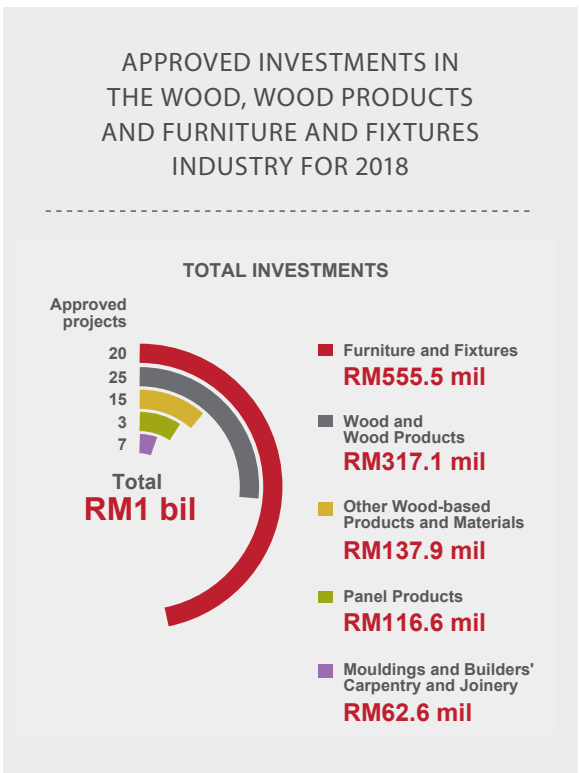 APPROVED INVESTMENTS IN
THE WOOD, WOOD PRODUCTS
AND FURNITURE AND FIXTURES
INDUSTRY FOR 2018
TOTAL INVESTMENTS
Approved
projects
20
25
15
3
7
Total
RM1 bil
Furniture and Fixtures
RM555.5 mil
Wood and
Wood Products
RM317.1 mil
Other Wood-based
Products and Materials
RM137.9 mil
Panel Products
RM116.6 mil
Mouldings and Builders'
Carpentry and Joinery
RM62.6 mil